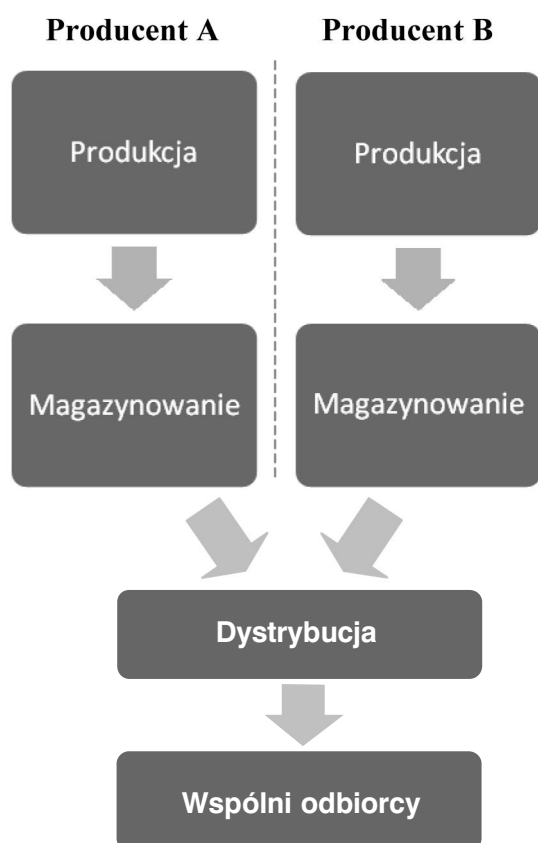 Producent A
Producent B
Produkcja
Produkcja
Magazynowanie
Magazynowanie
Dystrybucja
Wspólni odbiorcy